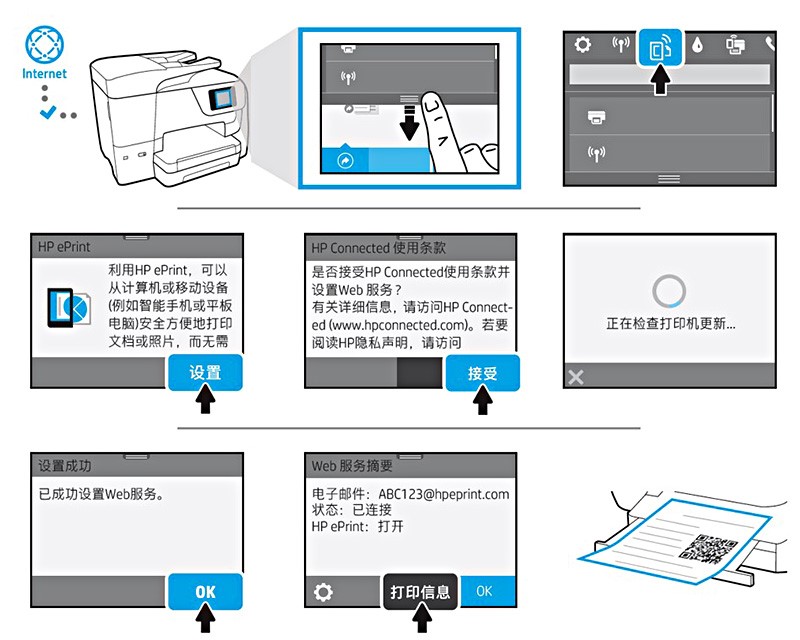 Internet
HP ePrint
利用HP ePrint，可以
从计算机或移动设备
(例如智能手机或平板
电脑)安全方便地打印
文档或照片，而无需
设置
HP Connected 使用条款
是否接受HP Connected使用条款并
设置Web 服务？
有关详细信息，请访问HP Connect-
ed (www.hpconnected.com)。若要
阅读HP隐私声明，请访问
接受
正在检查打印机更新...
设置成功
已成功设置Web服务。
OK
Web 服务摘要
电子邮件：ABC123@hpeprint.com
状态：已连接
HP ePrint：打开
打印信息
OK